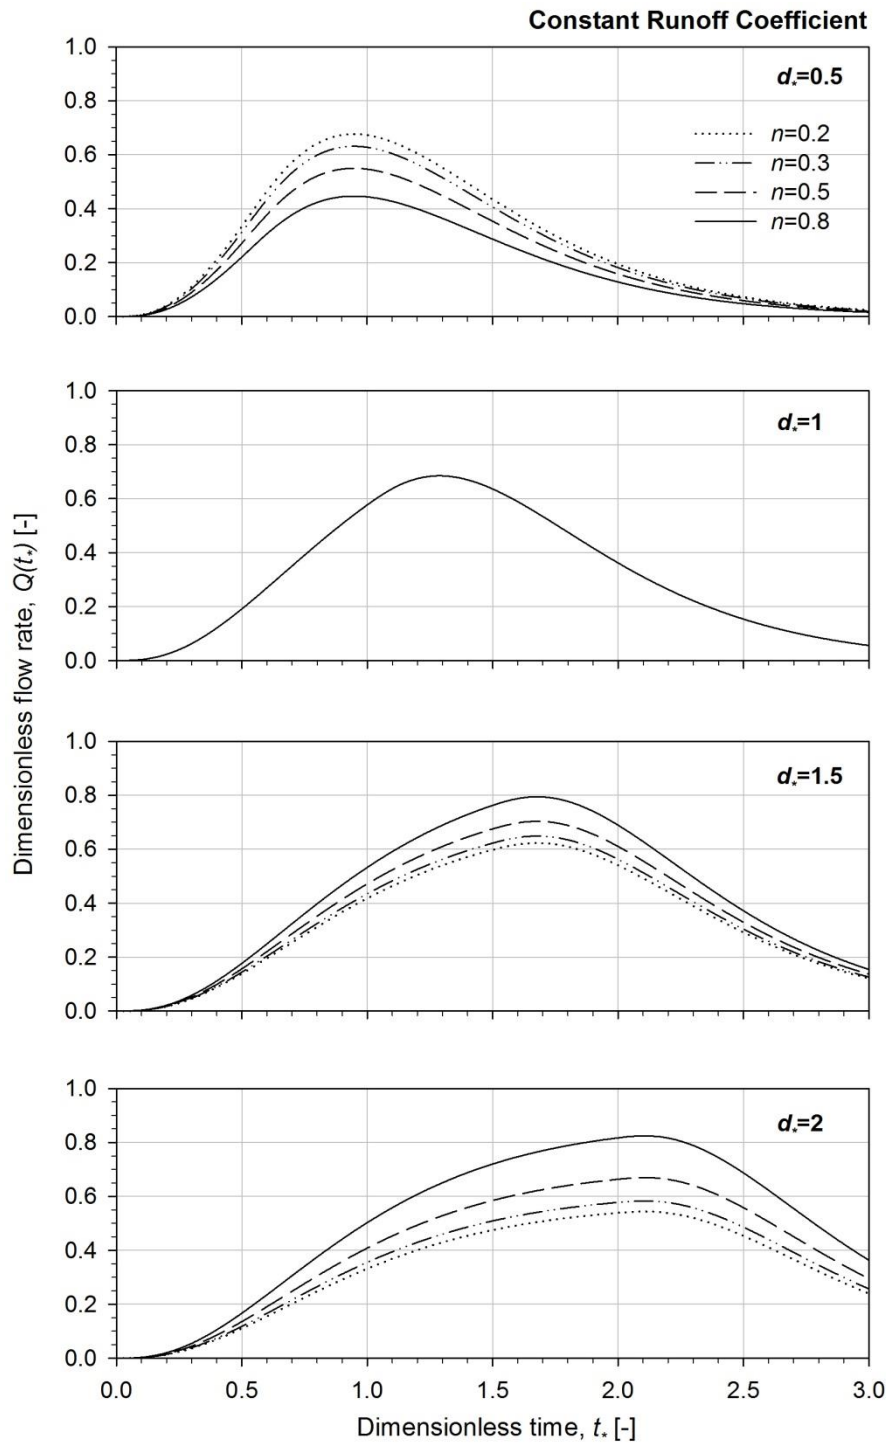 Constant Runoff Coefficient
1.0
0.8
0.6
0.4
0.2
0.0
d*=0.5
n=0.2
n=0.3
n=0.5
n=0.8
1.0
0.8
0.6
0.4
0.2
0.0
d*=1
Dimensionless flow rate, Q(t*) [-]
1.0
0.8
0.6
0.4
0.2
0.0
d*=1.5
1.0
0.8
0.6
0.4
0.2
0.0
d*=2
0.0 0.5 1.0 1.5 2.0 2.5 3.0
Dimensionless time, t* [-]